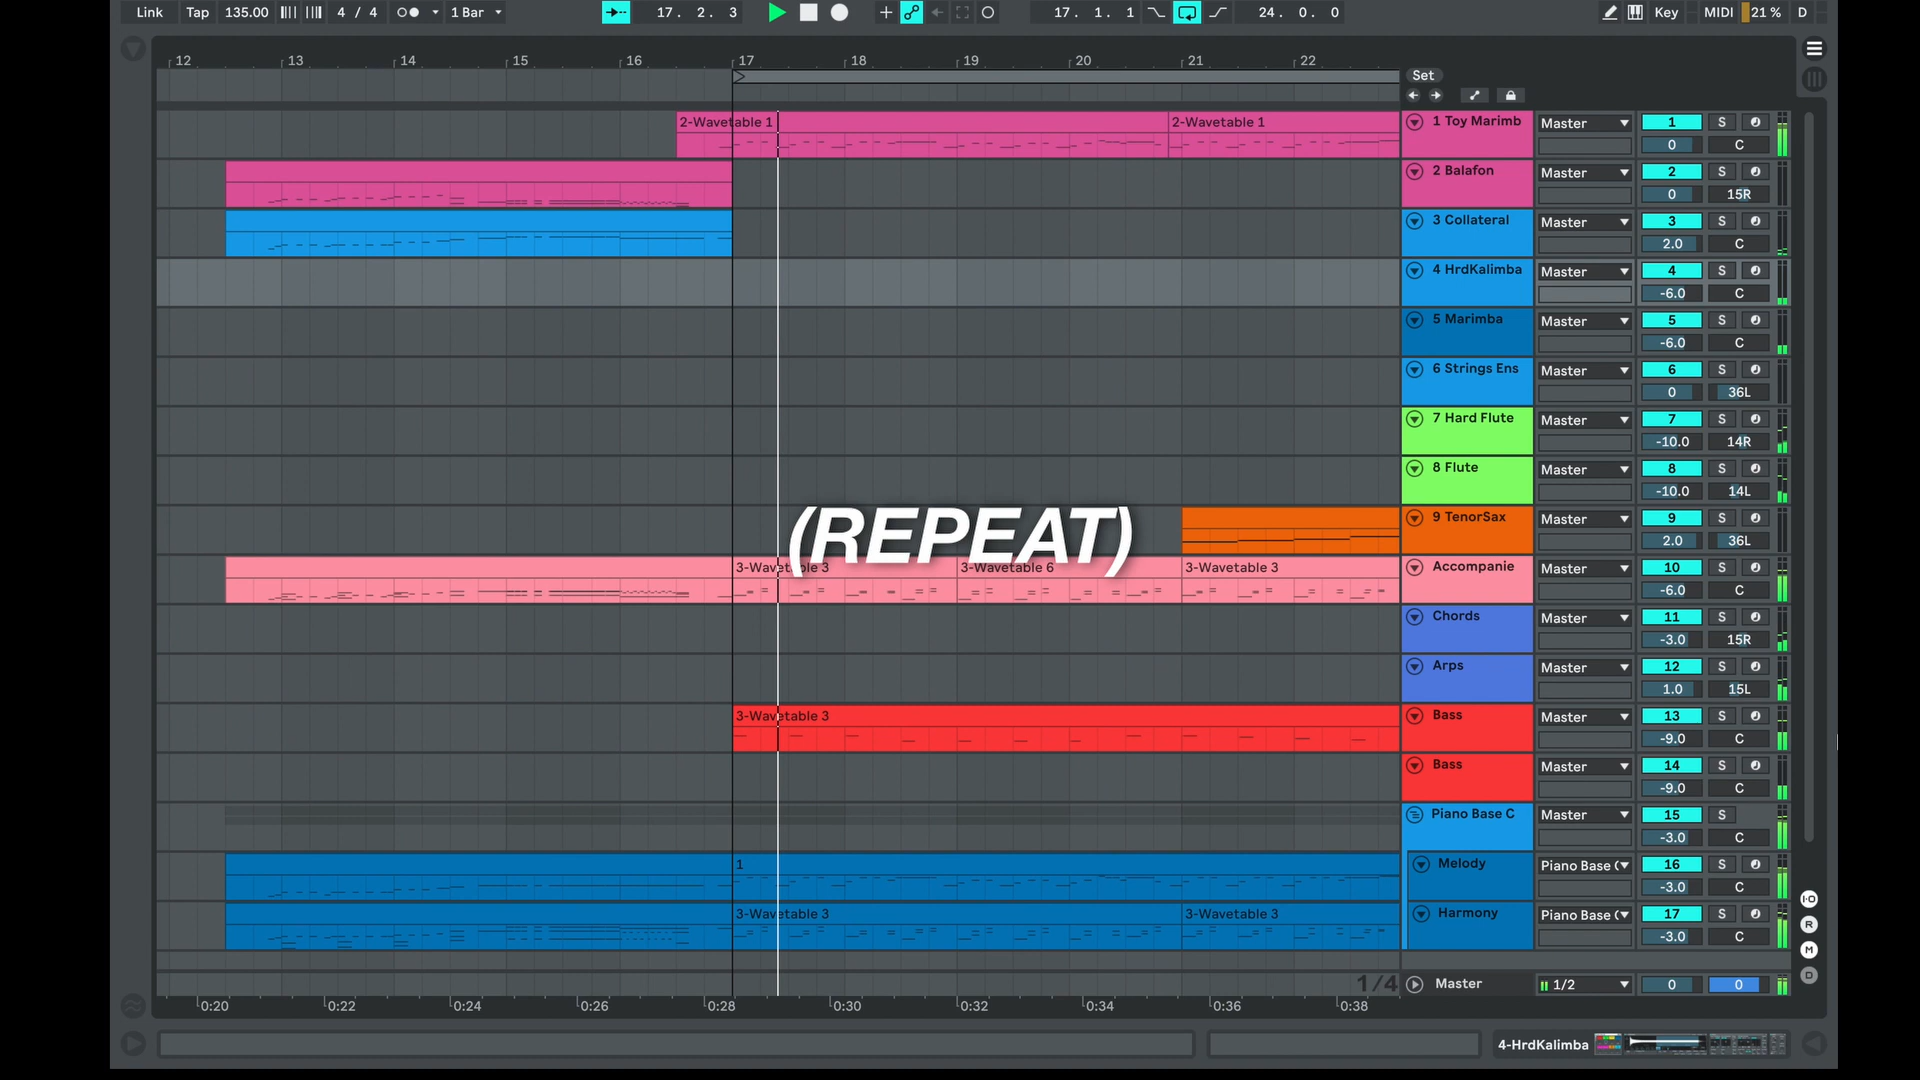 Link Tap 135.00 4 / 4 1 Bar 17. 2. 3 17. 1. 1 24. 0. 0 Key MIDI 21 % D
12 13 14 15 16 17 18 19 20 21 22
Set
2-Wavetable 1 2-Wavetable 1 1 Toy Marimb Master 1 S
0 C
2 Balafon Master 2 S
0 15R
3 Collateral Master 3 S
2.0 C
4 HrdKalimba Master 4 S
-6.0 C
5 Marimba Master 5 S
-6.0 C
6 Strings Ens Master 6 S
0 36L
7 Hard Flute Master 7 S
-10.0 14R
8 Flute Master 8 S
-10.0 14L
9 TenorSax Master 9 S
(REPEAT)
2.0 36L
3-Wavetable 3 3-Wavetable 6 3-Wavetable 3 Accompanie Master 10 S
-6.0 C
Chords Master 11 S
-3.0 15R
Arps Master 12 S
1.0 15L
3-Wavetable 3 Bass Master 13 S
-9.0 C
Bass Master 14 S
-9.0 C
Piano Base C Master 15 S
-3.0 C
1 Melody Piano Base ( 16 S
-3.0 C
3-Wavetable 3 3-Wavetable 3 Harmony Piano Base ( 17 S
-3.0 C
I·O
R
M
D
1/4 Master 1/2 0 0
0:20 0:22 0:24 0:26 0:28 0:30 0:32 0:34 0:36 0:38
4-HrdKalimba